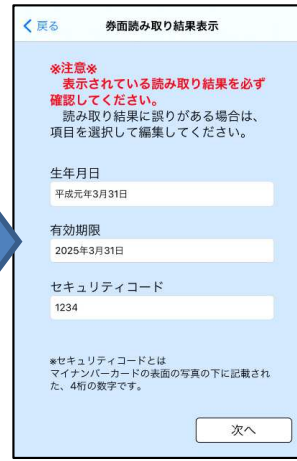 戻る 券面読み取り結果表示
※注意※
表示されている読み取り結果を必ず
確認してください。
読み取り結果に誤りがある場合は、
項目を選択して編集してください。
生年月日
平成元年3月31日
有効期限
2025年3月31日
セキュリティコード
1234
※セキュリティコードとは
マイナンバーカードの表面の写真の下に記載され
た、4桁の数字です。
次へ